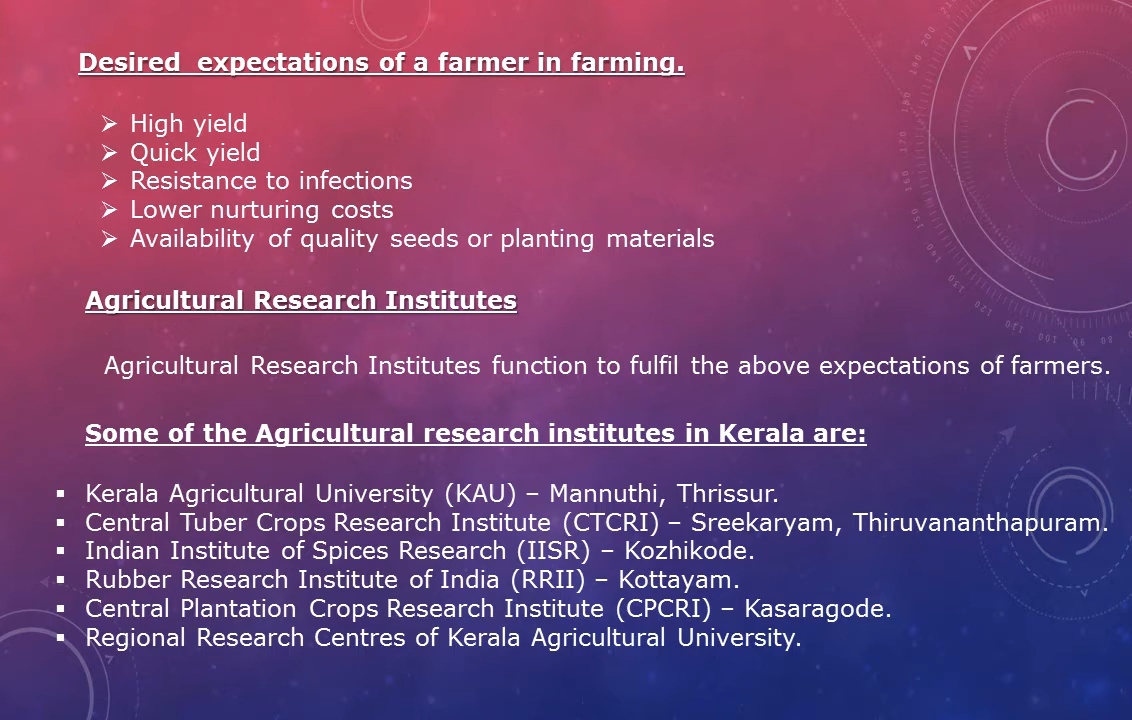 Desired  expectations of a farmer in farming.
➢ High yield
➢ Quick yield
➢ Resistance to infections
➢ Lower nurturing costs
➢ Availability of quality seeds or planting materials
Agricultural Research Institutes
Agricultural Research Institutes function to fulfil the above expectations of farmers.
Some of the Agricultural research institutes in Kerala are:
▪ Kerala Agricultural University (KAU) – Mannuthi, Thrissur.
▪ Central Tuber Crops Research Institute (CTCRI) – Sreekaryam, Thiruvananthapuram.
▪ Indian Institute of Spices Research (IISR) – Kozhikode.
▪ Rubber Research Institute of India (RRII) – Kottayam.
▪ Central Plantation Crops Research Institute (CPCRI) – Kasaragode.
▪ Regional Research Centres of Kerala Agricultural University.